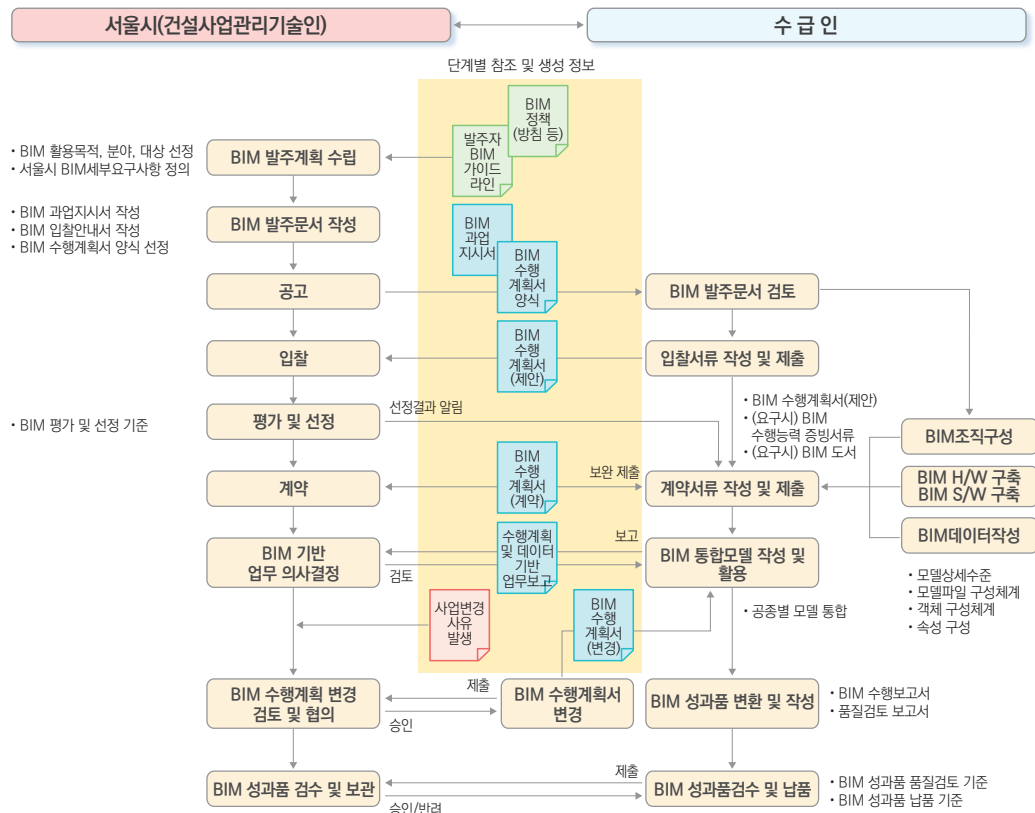 서울시(건설사업관리기술인)
수 급 인
단계별 참조 및 생성 정보
BIM
정책
(방침 등)
발주자
BIM
가이드
라인
• BIM 활용목적, 분야, 대상 선정
• 서울시 BIM세부요구사항 정의
BIM 발주계획 수립
• BIM 과업지시서 작성
• BIM 입찰안내서 작성
• BIM 수행계획서 양식 선정
BIM 발주문서 작성
BIM
과업
지시서
BIM
수행
계획서
양식
공고
BIM 발주문서 검토
입찰
BIM
수행
계획서
(제안)
입찰서류 작성 및 제출
• BIM 평가 및 선정 기준
평가 및 선정
선정결과 알림
• BIM 수행계획서(제안)
• (요구시) BIM
수행능력 증빙서류
• (요구시) BIM 도서
BIM조직구성
계약
BIM
수행
계획서
(계약)
보완 제출
계약서류 작성 및 제출
BIM H/W 구축
BIM S/W 구축
BIM데이터작성
BIM 기반
업무 의사결정
검토
수행계획
및 데이터
기반
업무보고
보고
BIM 통합모델 작성 및
활용
• 모델상세수준
• 모델파일 구성체계
• 객체 구성체계
• 속성 구성
• 공종별 모델 통합
사업변경
사유
발생
BIM
수행
계획서
(변경)
BIM 수행계획 변경
검토 및 협의
제출
승인
BIM 수행계획서
변경
BIM 성과품 변환 및 작성
• BIM 수행보고서
• 품질검토 보고서
BIM 성과품 검수 및 보관
제출
승인/반려
BIM 성과품검수 및 납품
• BIM 성과품 품질검토 기준
• BIM 성과품 납품 기준